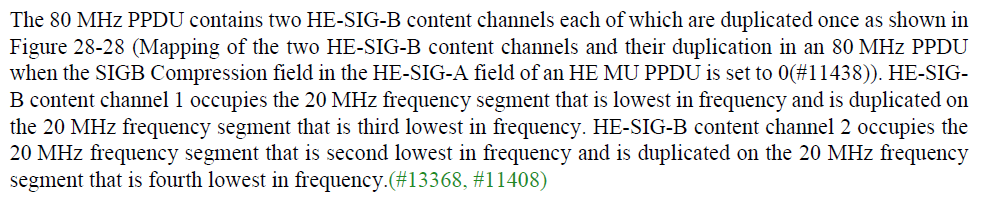 The 80 MHz PPDU contains two HE-SIG-B content channels each of which are duplicated once as shown in
Figure 28-28 (Mapping of the two HE-SIG-B content channels and their duplication in an 80 MHz PPDU
when the SIGB Compression field in the HE-SIG-A field of an HE MU PPDU is set to 0(#11438)). HE-SIG-
B content channel 1 occupies the 20 MHz frequency segment that is lowest in frequency and is duplicated on
the 20 MHz frequency segment that is third lowest in frequency. HE-SIG-B content channel 2 occupies the
20 MHz frequency segment that is second lowest in frequency and is duplicated on the 20 MHz frequency
segment that is fourth lowest in frequency.(#13368, #11408)